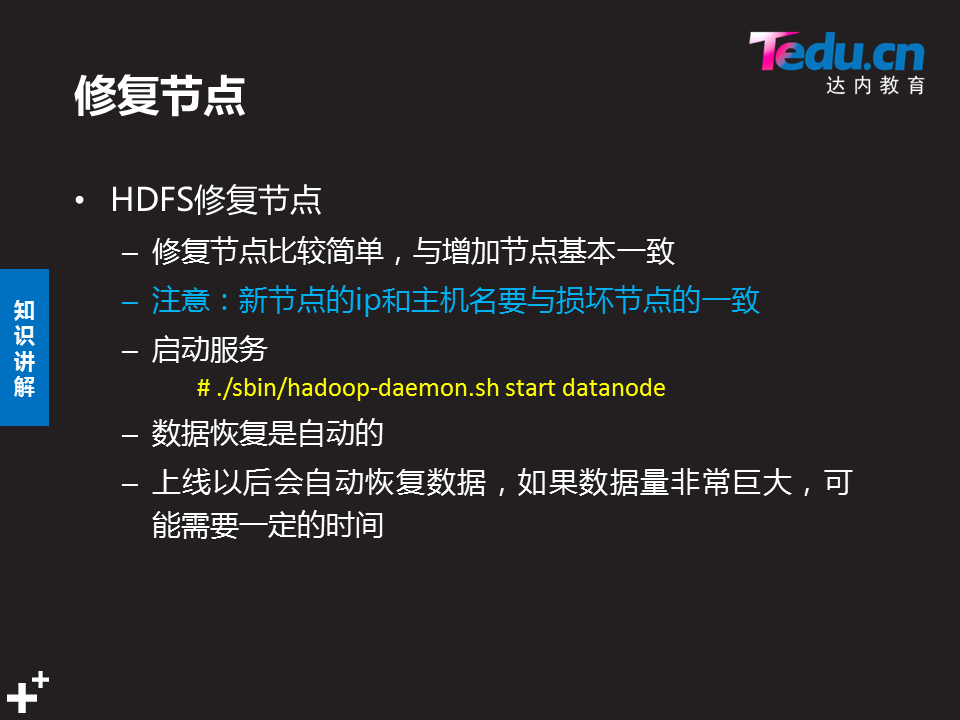 Tedu.cn
达内教育
修复节点
• HDFS修复节点
– 修复节点比较简单，与增加节点基本一致
– 注意：新节点的ip和主机名要与损坏节点的一致
– 启动服务
# ./sbin/hadoop-daemon.sh start datanode
– 数据恢复是自动的
– 上线以后会自动恢复数据，如果数据量非常巨大，可
能需要一定的时间
知识讲解